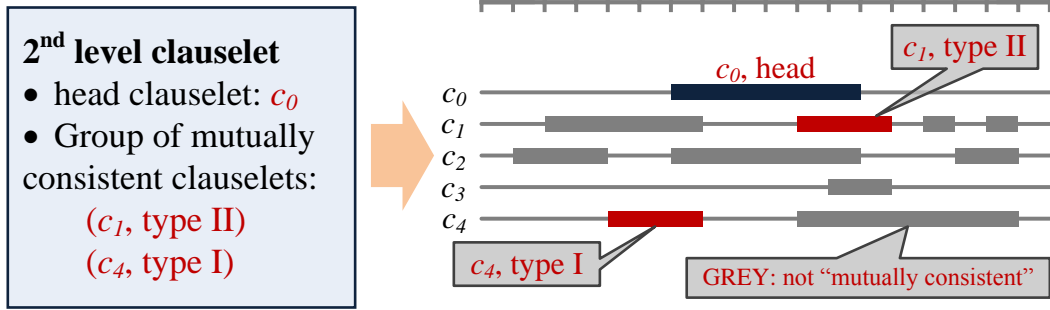 2nd level clauselet
• head clauselet: c0
• Group of mutually
consistent clauselets:
(c1, type II)
(c4, type I)
c1, type II
c0, head
c0
c1
c2
c3
c4
c4, type I
GREY: not “mutually consistent”